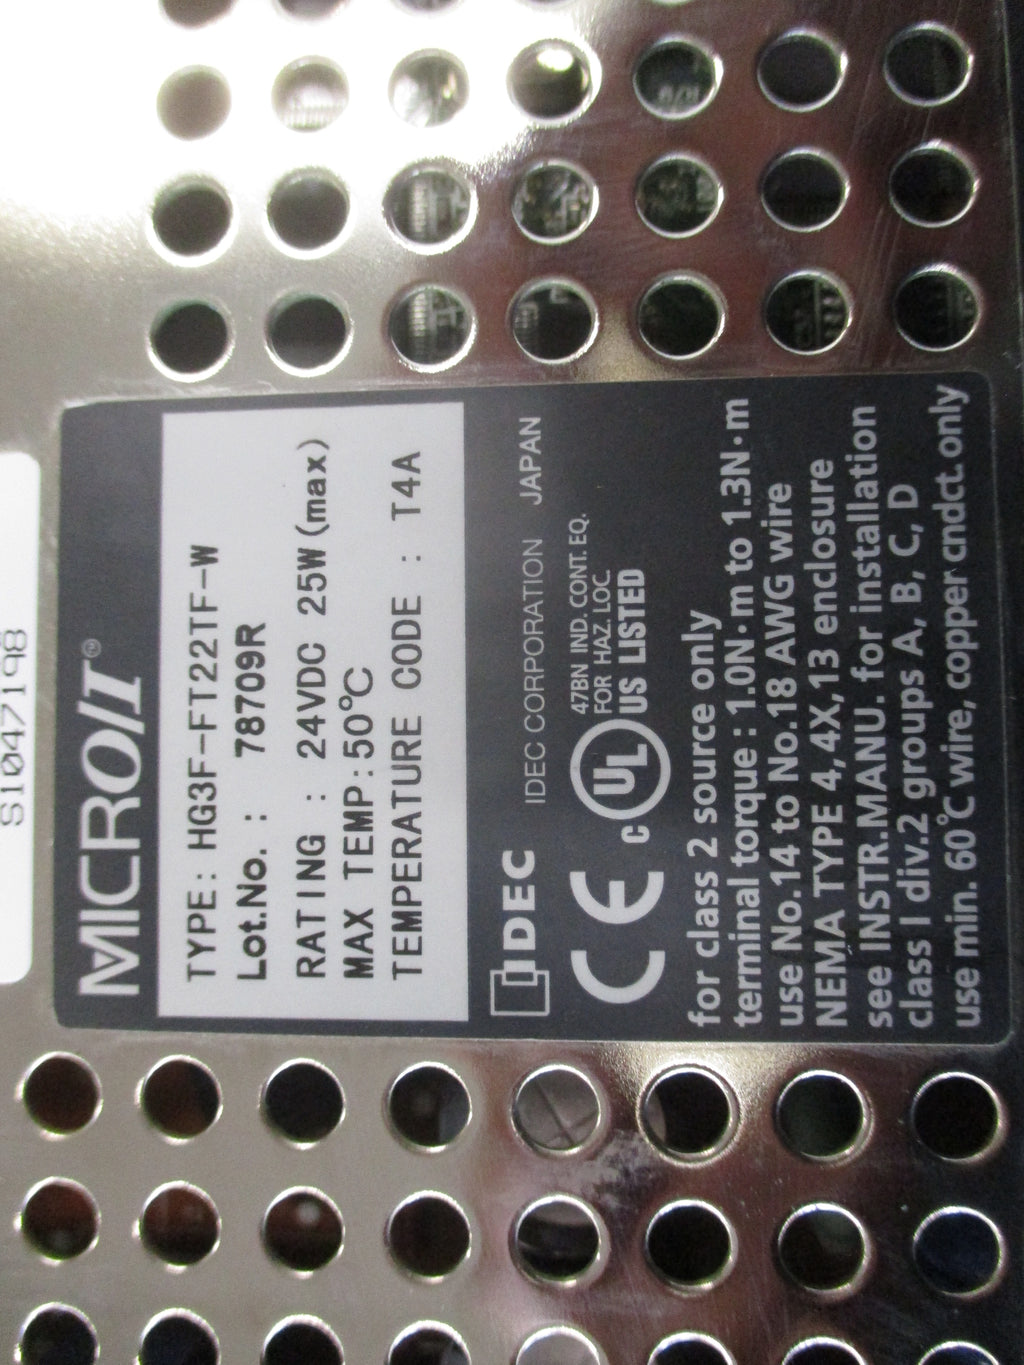 S1047198
MICRO/I®
TYPE: HG3F-FT22TF-W
Lot.No. : 78709R
RATING : 24VDC 25W (max)
MAX TEMP:50℃
TEMPERATURE CODE : T4A
IDEC IDEC CORPORATION JAPAN
CE c UL US LISTED
47BN IND. CONT. EQ.
FOR HAZ. LOC.
for class 2 source only
terminal torque : 1.0N·m to 1.3N·m
use No.14 to No.18 AWG wire
NEMA TYPE 4,4X,13 enclosure
see INSTR.MANU. for installation
class I div.2 groups A, B, C, D
use min. 60℃ wire, copper cndct. only